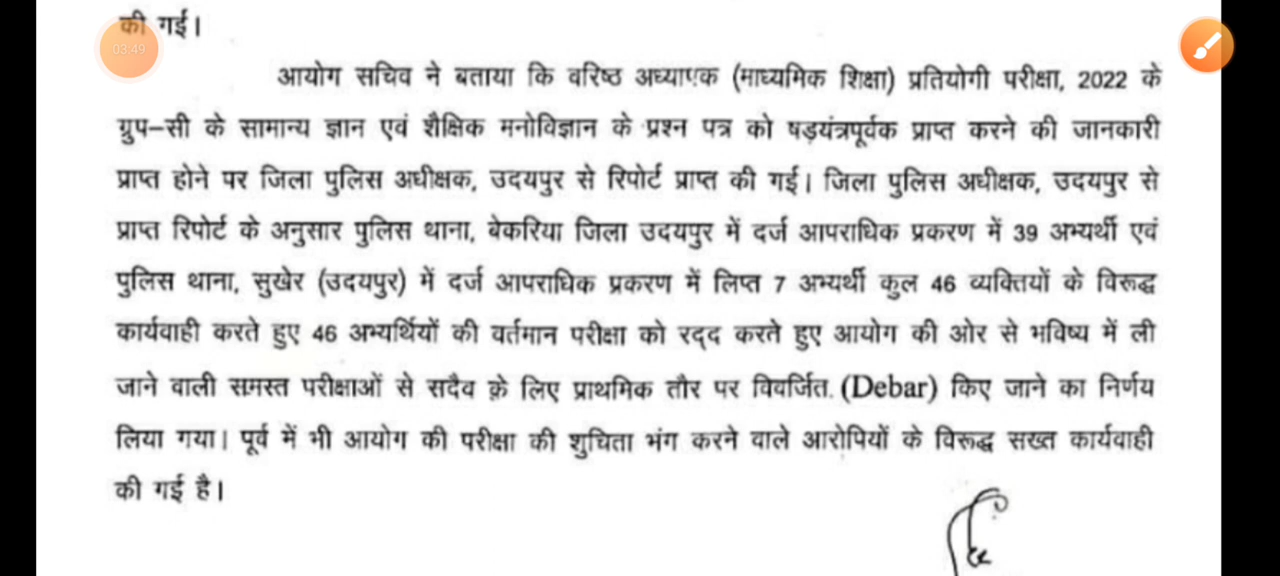 की गई।
03:49
आयोग सचिव ने बताया कि वरिष्ठ अध्यापक (माध्यमिक शिक्षा) प्रतियोगी परीक्षा, 2022 के
ग्रुप–सी के सामान्य ज्ञान एवं शैक्षिक मनोविज्ञान के प्रश्न पत्र को षड़यंत्रपूर्वक प्राप्त करने की जानकारी
प्राप्त होने पर जिला पुलिस अधीक्षक, उदयपुर से रिपोर्ट प्राप्त की गई। जिला पुलिस अधीक्षक, उदयपुर से
प्राप्त रिपोर्ट के अनुसार पुलिस थाना, बेकरिया जिला उदयपुर में दर्ज आपराधिक प्रकरण में 39 अभ्यर्थी एवं
पुलिस थाना, सुखेर (उदयपुर) में दर्ज आपराधिक प्रकरण में लिप्त 7 अभ्यर्थी कुल 46 व्यक्तियों के विरूद्ध
कार्यवाही करते हुए 46 अभ्यर्थियों की वर्तमान परीक्षा को रद्द करते हुए आयोग की ओर से भविष्य में ली
जाने वाली समस्त परीक्षाओं से सदैव के लिए प्राथमिक तौर पर विवर्जित (Debar) किए जाने का निर्णय
लिया गया। पूर्व में भी आयोग की परीक्षा की शुचिता भंग करने वाले आरोपियों के विरूद्ध सख्त कार्यवाही
की गई है।